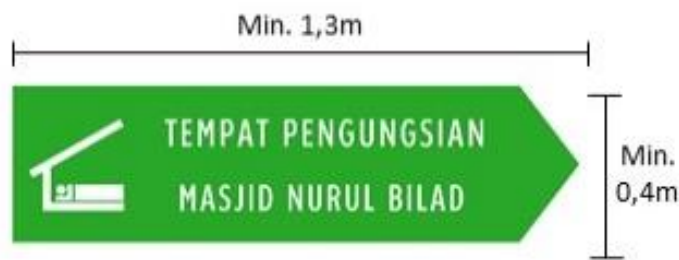 Min. 1,3m
TEMPAT PENGUNGSIAN
MASJID NURUL BILAD
Min.
0,4m